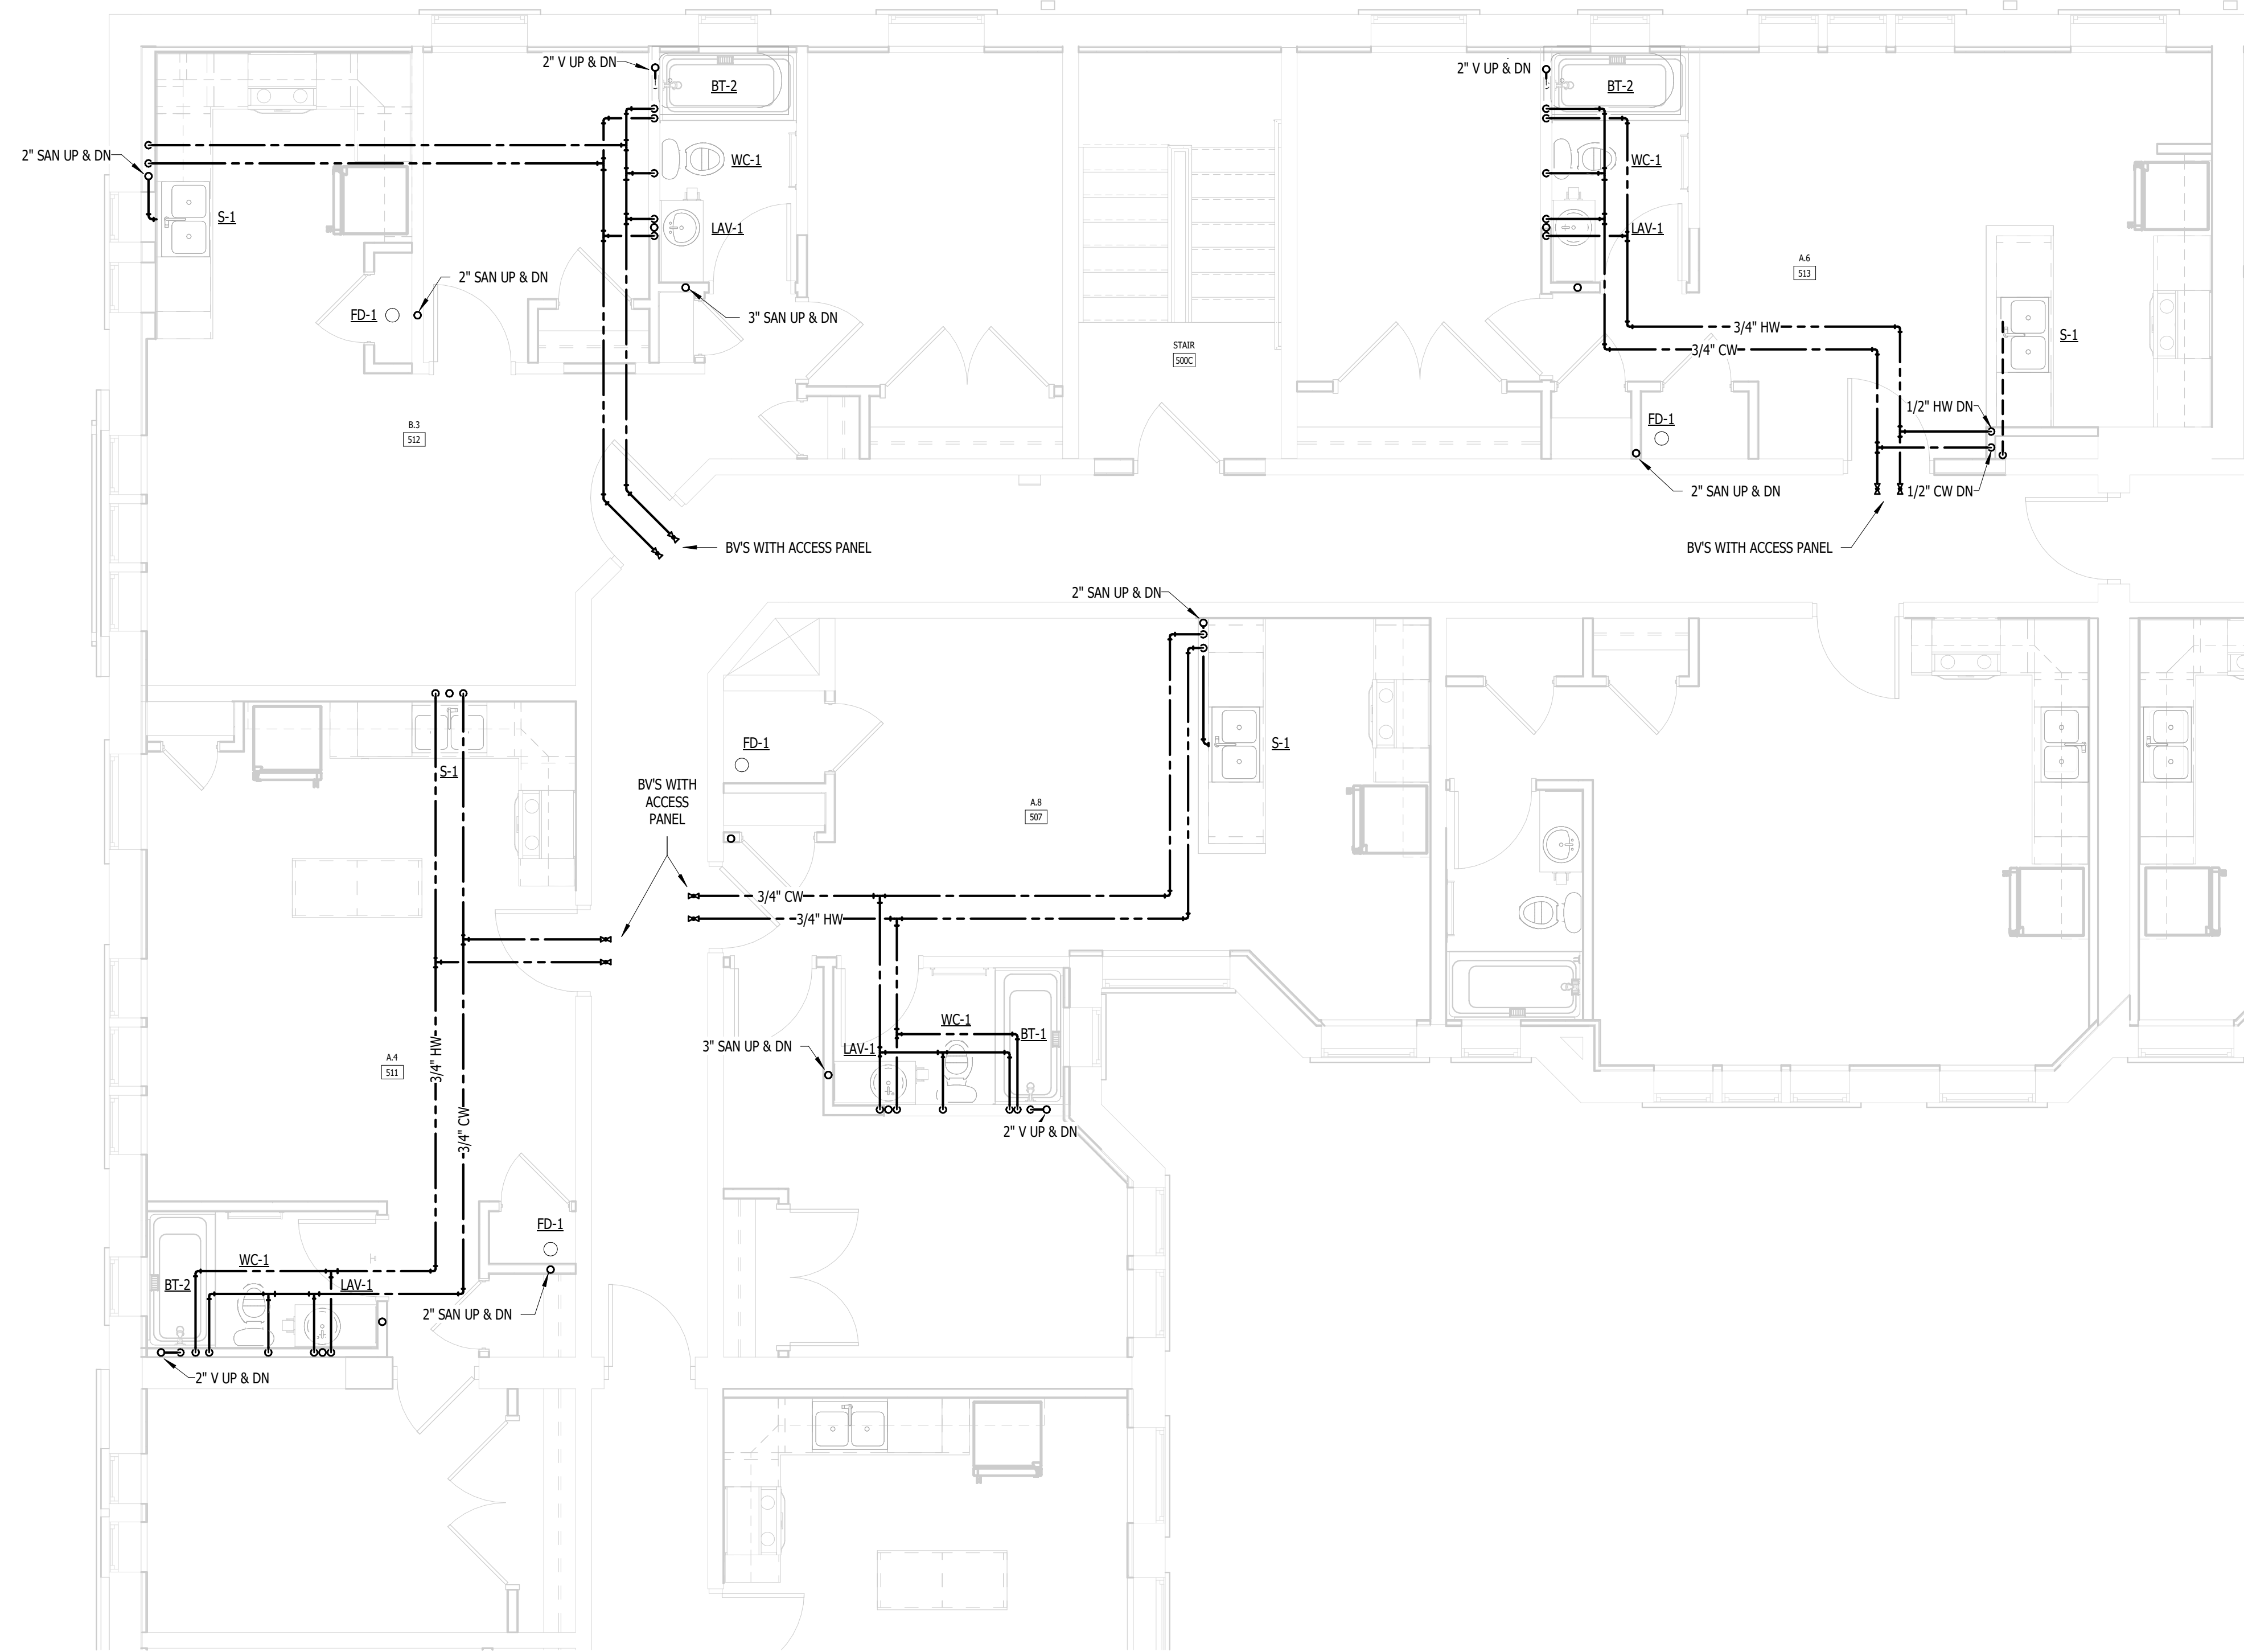 2" V UP & DN
BT-2
2" SAN UP & DN
WC-1
S-1
LAV-1
2" SAN UP & DN
FD-1
3" SAN UP & DN
B.3
512
BV'S WITH ACCESS PANEL
STAIR
500C
2" V UP & DN
BT-2
WC-1
LAV-1
A.6
513
3/4" HW
3/4" CW
S-1
1/2" HW DN
FD-1
2" SAN UP & DN
1/2" CW DN
BV'S WITH ACCESS PANEL
2" SAN UP & DN
FD-1
S-1
S-1
BV'S WITH
ACCESS
PANEL
A.8
507
3/4" CW
3/4" HW
WC-1
BT-1
3" SAN UP & DN
LAV-1
2" V UP & DN
A.4
511
3/4" HW
3/4" CW
FD-1
WC-1
BT-2
LAV-1
2" SAN UP & DN
2" V UP & DN